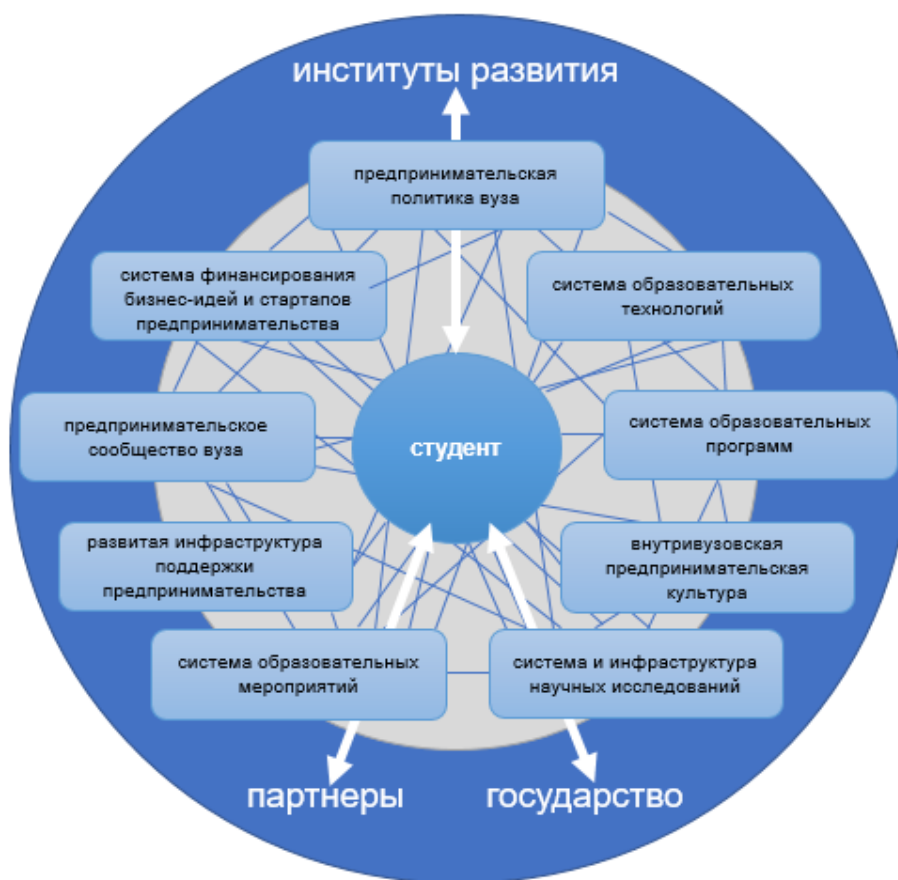 институты развития
предпринимательская
политика вуза
система финансирования
бизнес-идей и стартапов
предпринимательства
система образовательных
технологий
предпринимательское
сообщество вуза
студент
система образовательных
программ
развитая инфраструктура
поддержки
предпринимательства
внутривузовская
предпринимательская
культура
система образовательных
мероприятий
система и инфраструктура
научных исследований
партнеры
государство